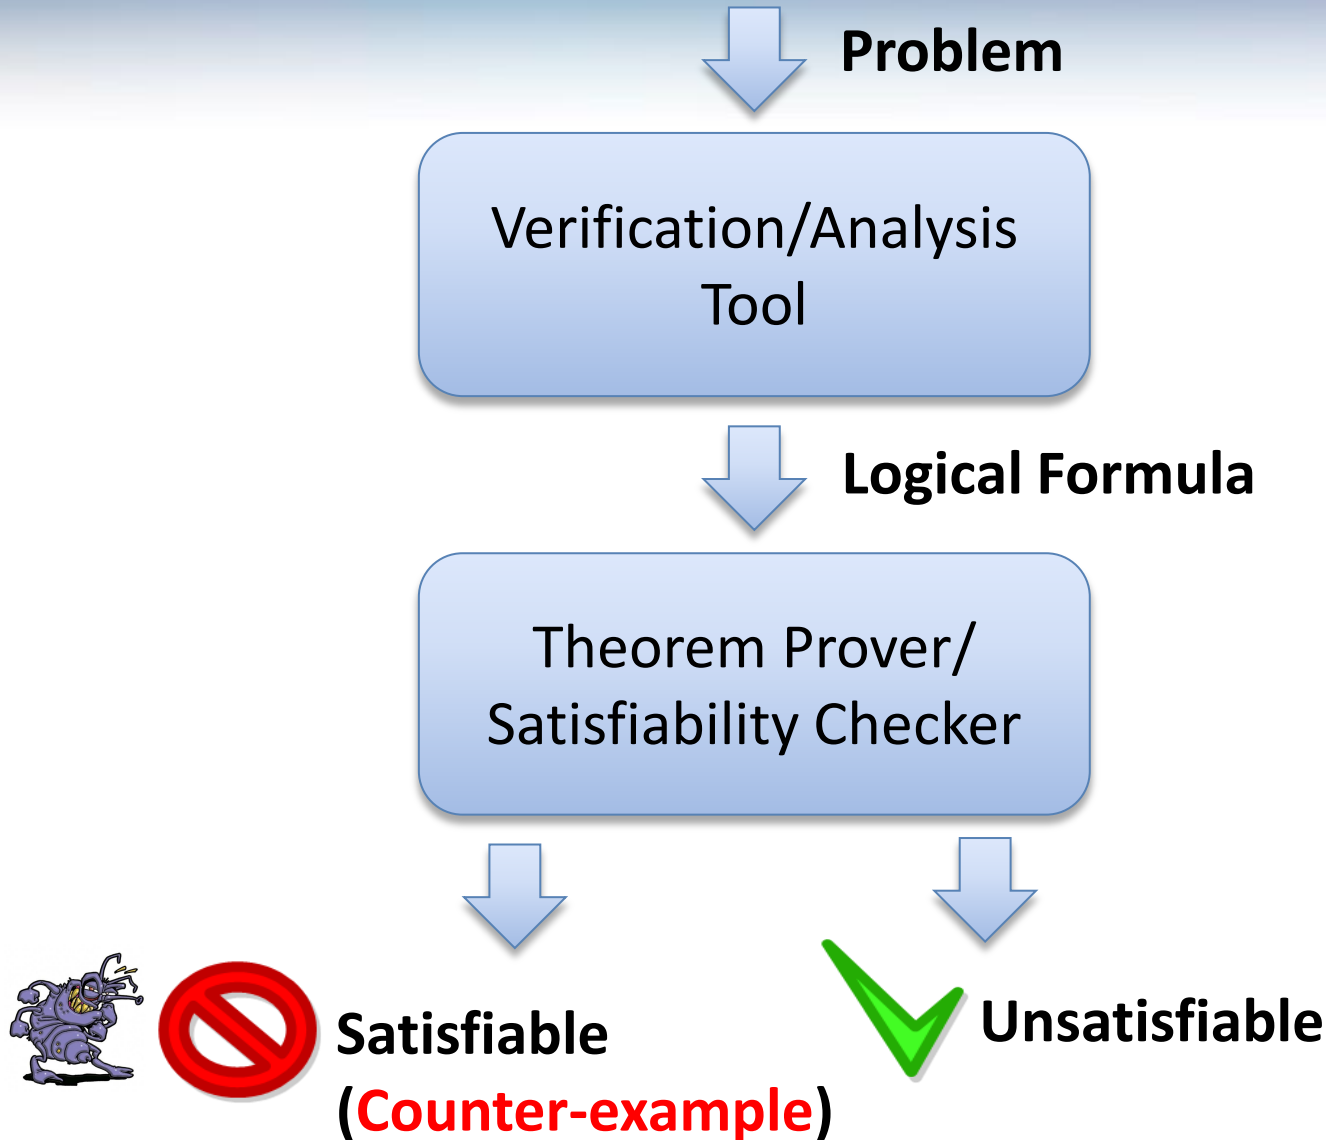 Problem
Verification/Analysis
Tool
Logical Formula
Theorem Prover/
Satisfiability Checker
Satisfiable
(Counter-example)
Unsatisfiable